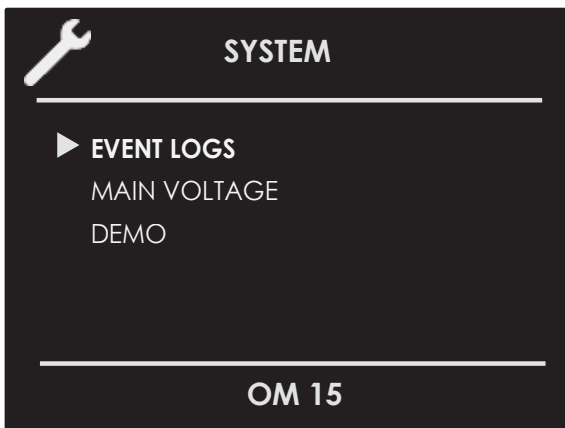 SYSTEM
EVENT LOGS
MAIN VOLTAGE
DEMO
OM 15